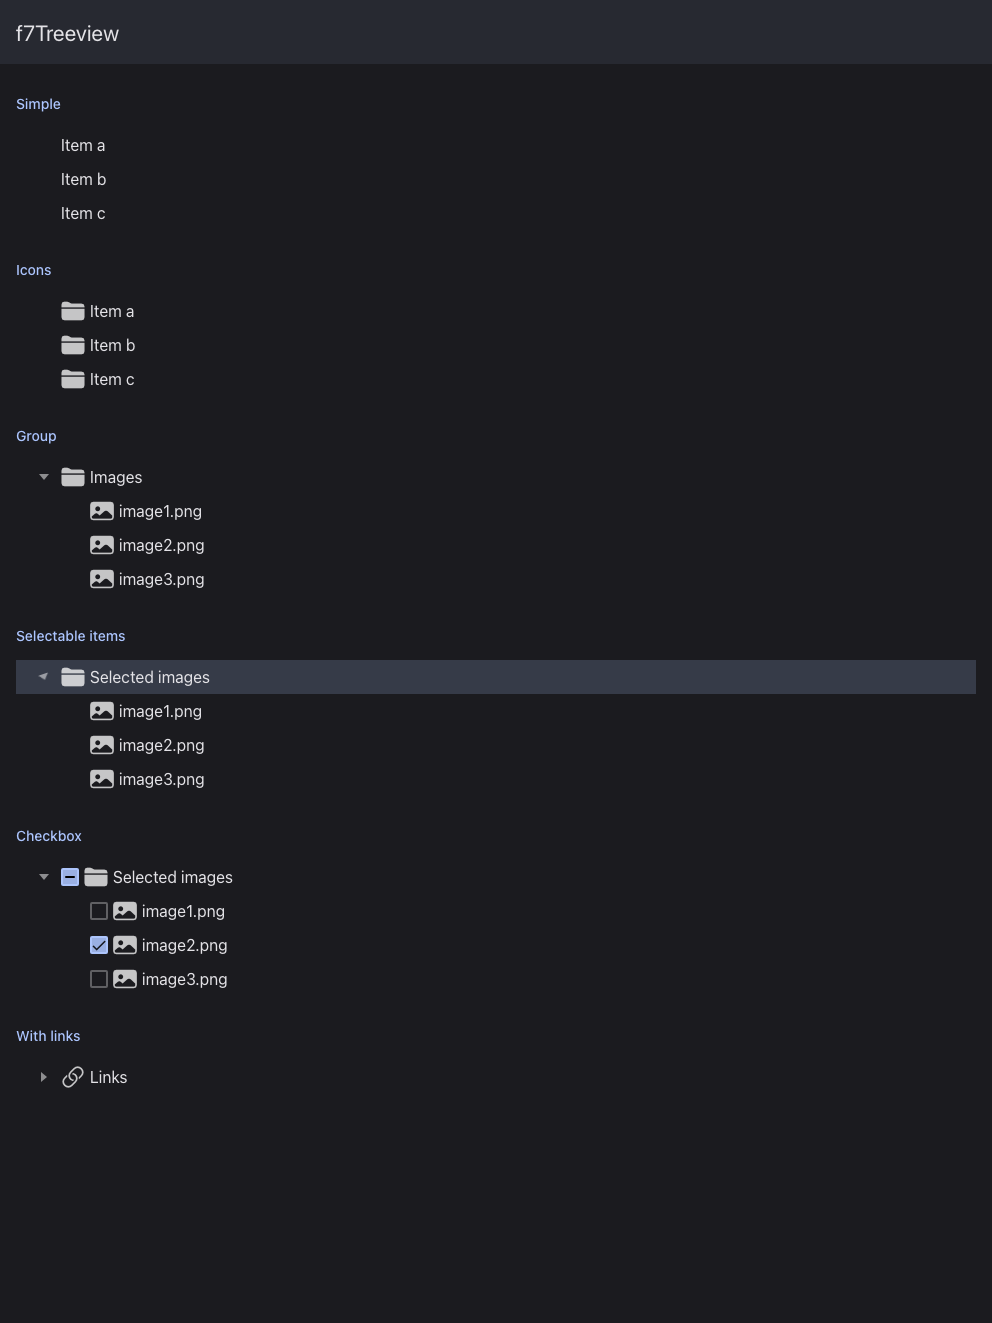 f7Treeview
Simple
Item a
Item b
Item c
Icons
Item a
Item b
Item c
Group
Images
image1.png
image2.png
image3.png
Selectable items
Selected images
image1.png
image2.png
image3.png
Checkbox
Selected images
image1.png
image2.png
image3.png
With links
Links